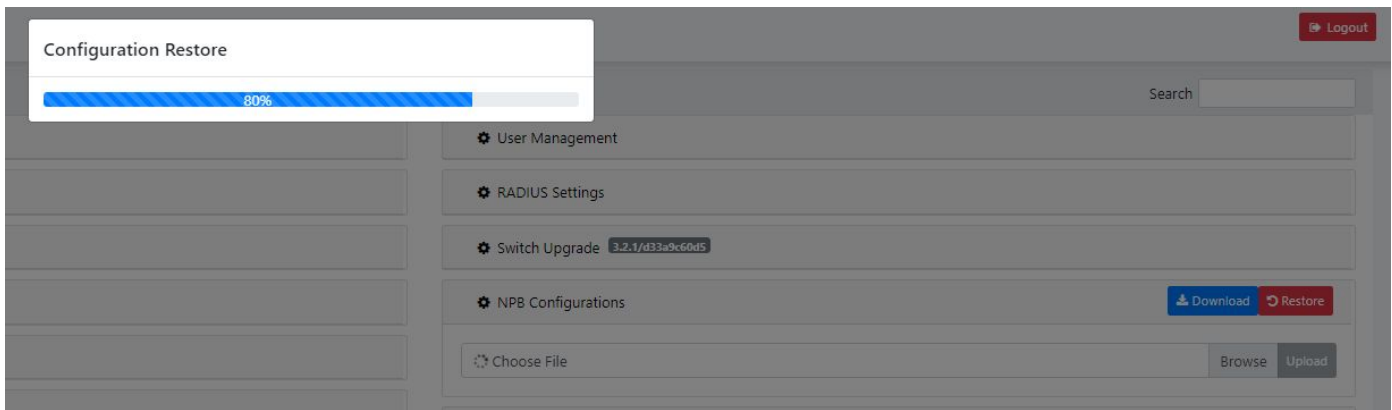 Logout
Configuration Restore
80%
Search
User Management
RADIUS Settings
Switch Upgrade 3.2.1/d33a9c60d5
NPB Configurations Download Restore
Choose File Browse Upload